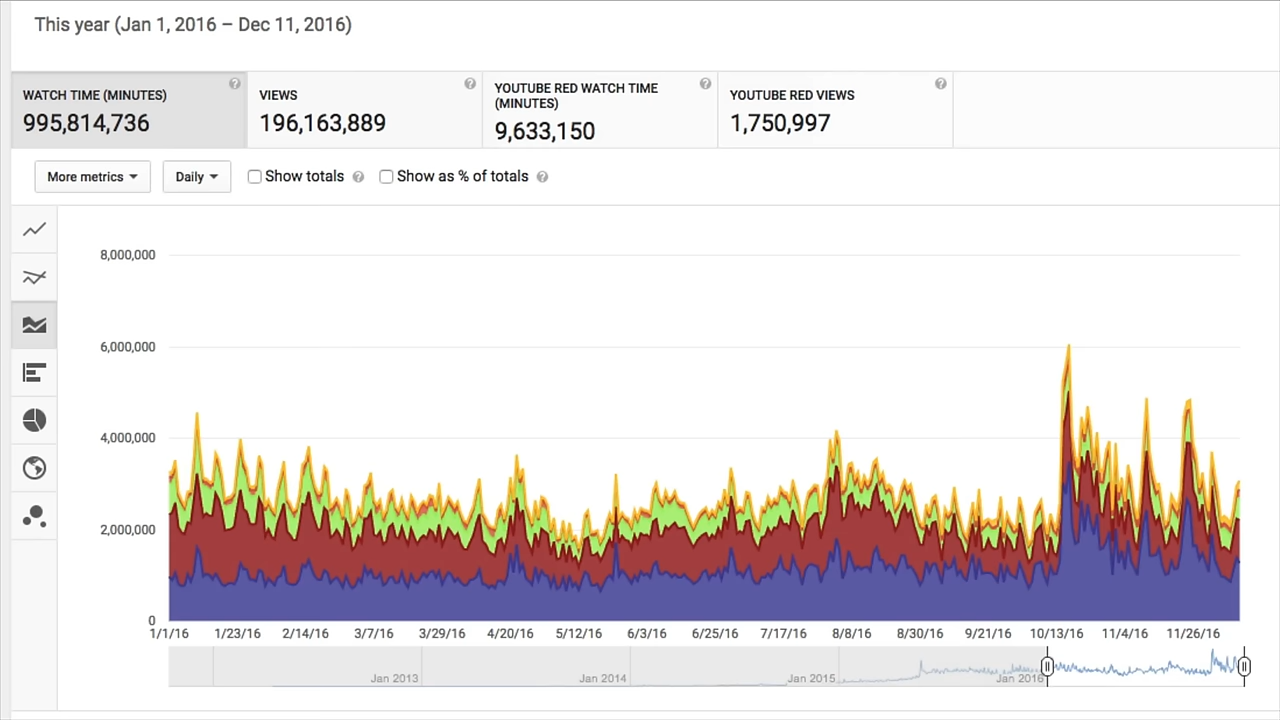 This year (Jan 1, 2016 – Dec 11, 2016)
WATCH TIME (MINUTES) ?
995,814,736
VIEWS ?
196,163,889
YOUTUBE RED WATCH TIME (MINUTES) ?
9,633,150
YOUTUBE RED VIEWS ?
1,750,997
More metrics Daily Show totals ? Show as % of totals ?
8,000,000
6,000,000
4,000,000
2,000,000
0
1/1/16 1/23/16 2/14/16 3/7/16 3/29/16 4/20/16 5/12/16 6/3/16 6/25/16 7/17/16 8/8/16 8/30/16 9/21/16 10/13/16 11/4/16 11/26/16
Jan 2013 Jan 2014 Jan 2015 Jan 2016